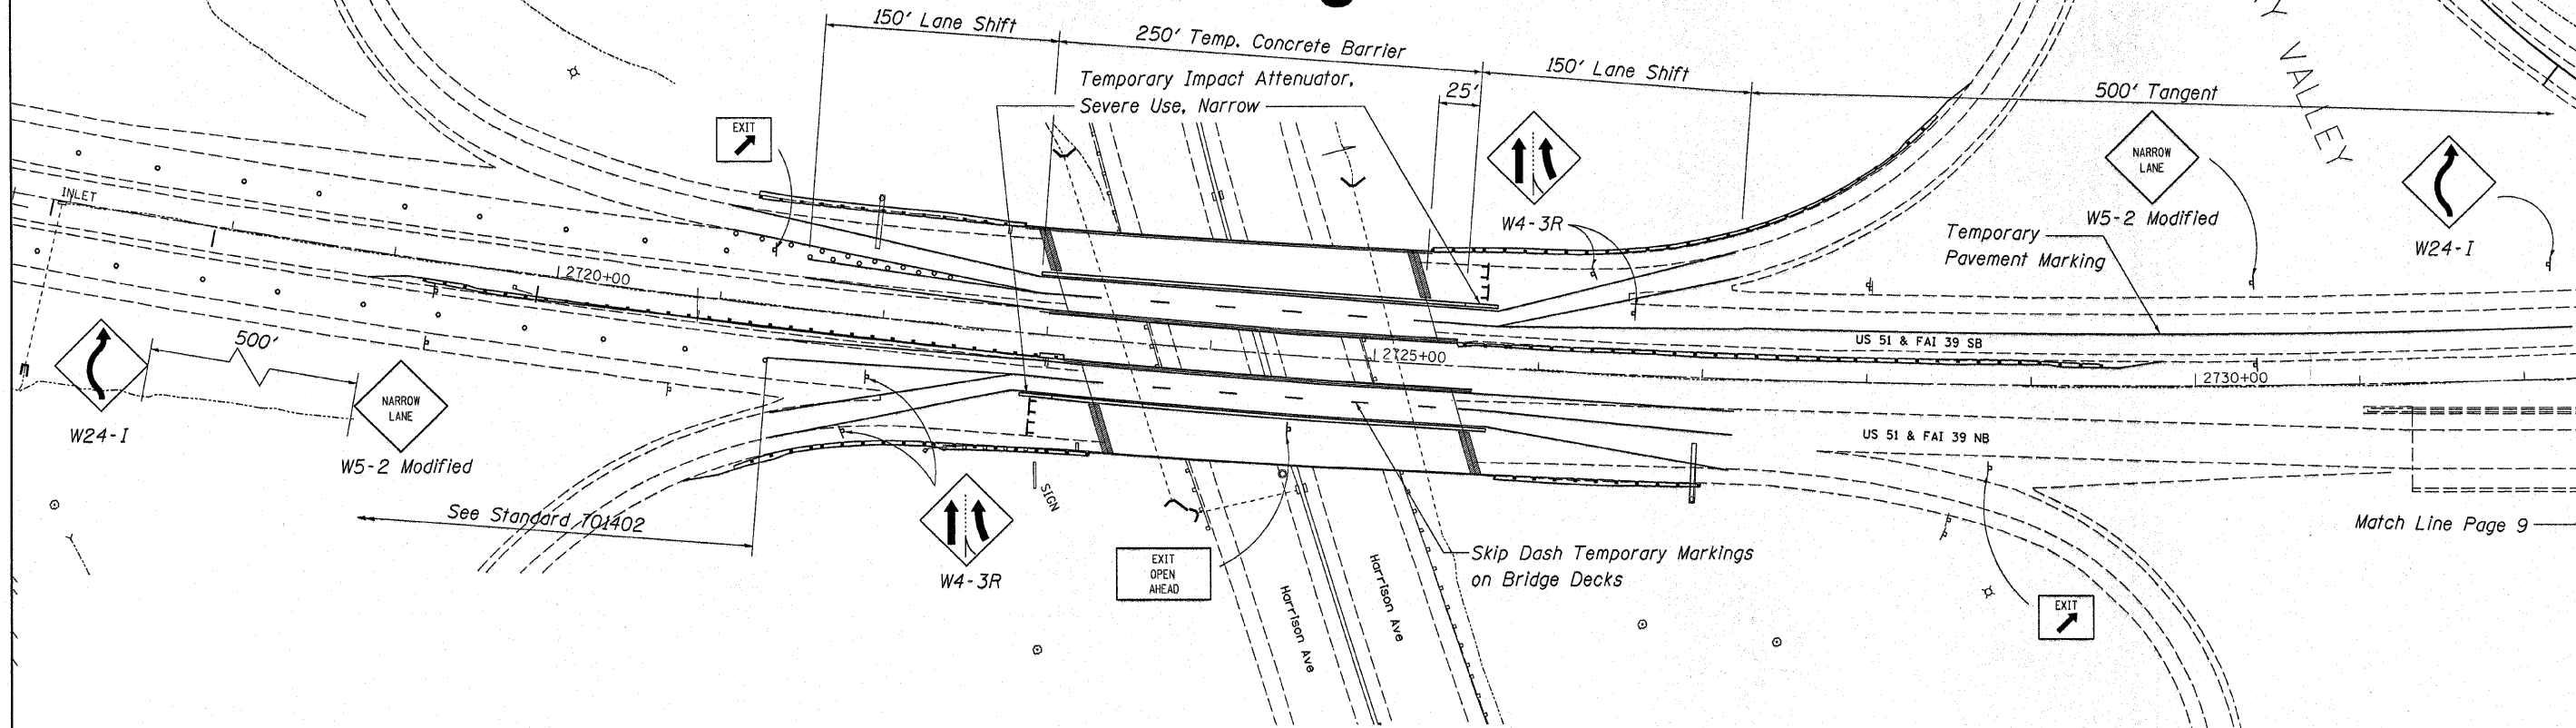 150' Lane Shift
250' Temp. Concrete Barrier
150' Lane Shift
25'
500' Tangent
Temporary Impact Attenuator,
Severe Use, Narrow
EXIT
W4-3R
NARROW
LANE
W5-2 Modified
W24-1
Y VALLEY
Temporary
Pavement Marking
INLET
2720+00
2725+00
2730+00
US 51 & FAI 39 SB
US 51 & FAI 39 NB
500'
W24-1
NARROW
LANE
W5-2 Modified
See Standard 701402
SIGN
W4-3R
EXIT
OPEN
AHEAD
Harrison Ave
Harrison Ave
Skip Dash Temporary Markings
on Bridge Decks
EXIT
Match Line Page 9